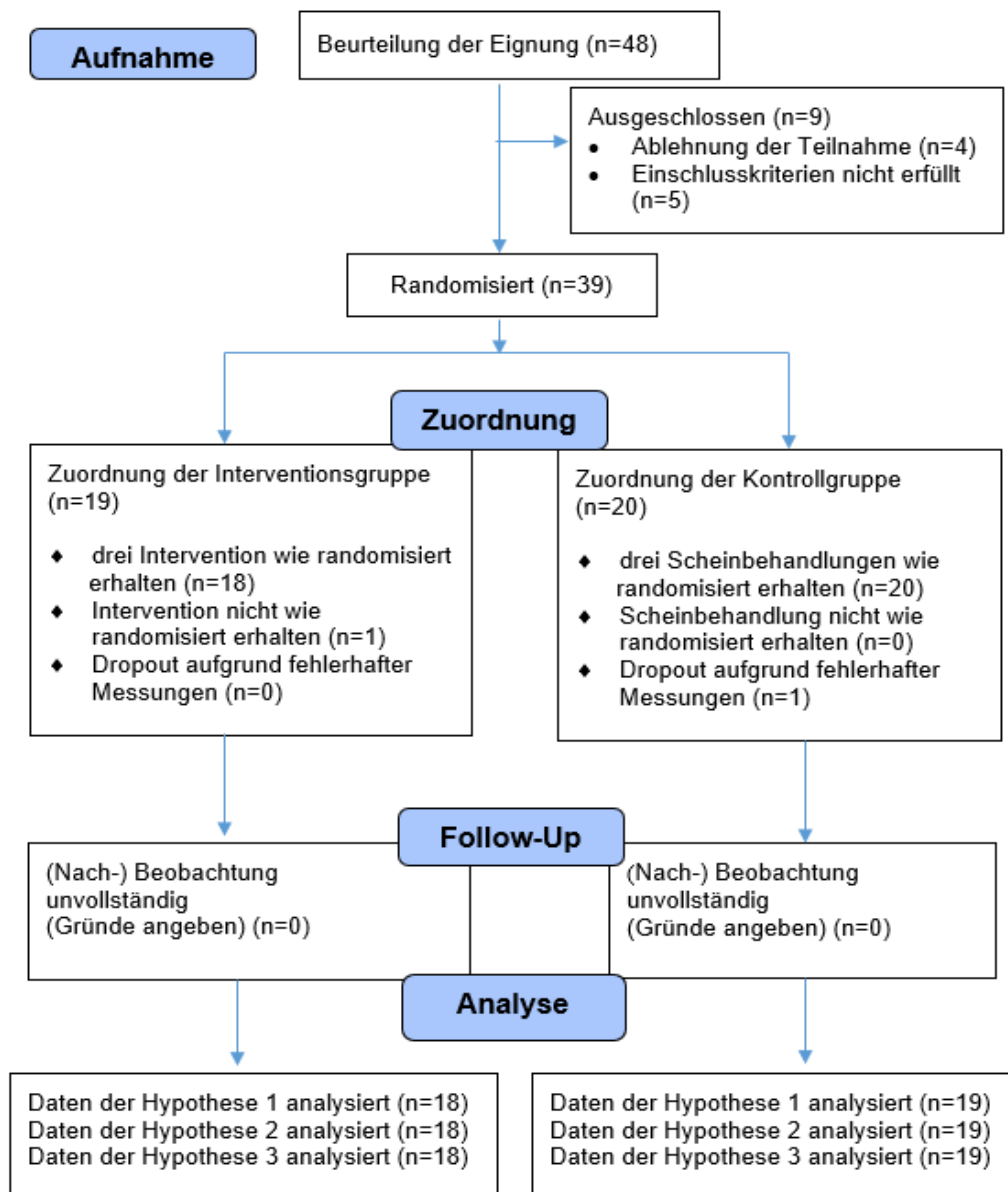 Aufnahme
Beurteilung der Eignung (n=48)
Ausgeschlossen (n=9)
• Ablehnung der Teilnahme (n=4)
• Einschlusskriterien nicht erfüllt
(n=5)
Randomisiert (n=39)
Zuordnung
Zuordnung der Interventionsgruppe
(n=19)
♦ drei Intervention wie randomisiert
erhalten (n=18)
♦ Intervention nicht wie
randomisiert erhalten (n=1)
♦ Dropout aufgrund fehlerhafter
Messungen (n=0)
Zuordnung der Kontrollgruppe
(n=20)
♦ drei Scheinbehandlungen wie
randomisiert erhalten (n=20)
♦ Scheinbehandlung nicht wie
randomisiert erhalten (n=0)
♦ Dropout aufgrund fehlerhafter
Messungen (n=1)
Follow-Up
(Nach-) Beobachtung
unvollständig
(Gründe angeben) (n=0)
(Nach-) Beobachtung
unvollständig
(Gründe angeben) (n=0)
Analyse
Daten der Hypothese 1 analysiert (n=18)
Daten der Hypothese 2 analysiert (n=18)
Daten der Hypothese 3 analysiert (n=18)
Daten der Hypothese 1 analysiert (n=19)
Daten der Hypothese 2 analysiert (n=19)
Daten der Hypothese 3 analysiert (n=19)